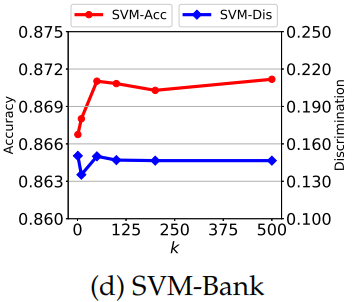 SVM-Acc SVM-Dis
0.875 0.250
0.872 0.220
0.869 0.190
0.866 0.160
0.863 0.130
0.860 0.100
Accuracy
Discrimination
0 125 250 375 500
k
(d) SVM-Bank